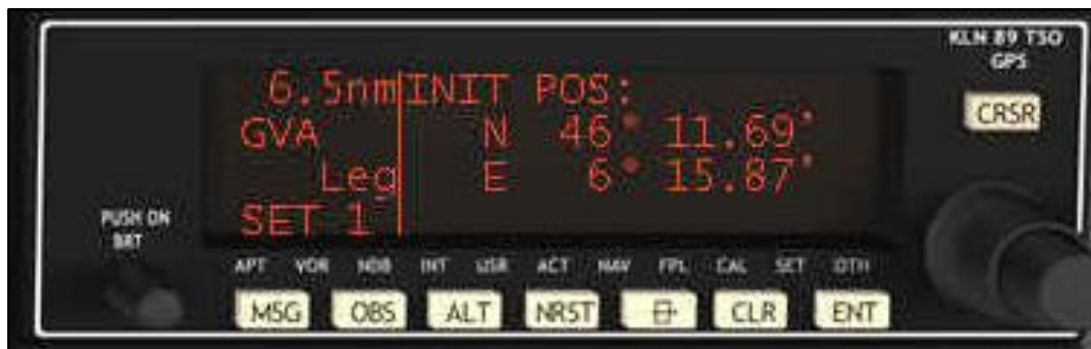 KLN 89 TSO
GPS
CRSR
6.5nm INIT POS:
GVA N 46° 11.69'
Leg E 6° 15.87'
SET 1
PUSH ON
BRT
APT VOR NDB INT USR ACT NAV FPL CAL SET OTH
MSG OBS ALT NRST CLR ENT